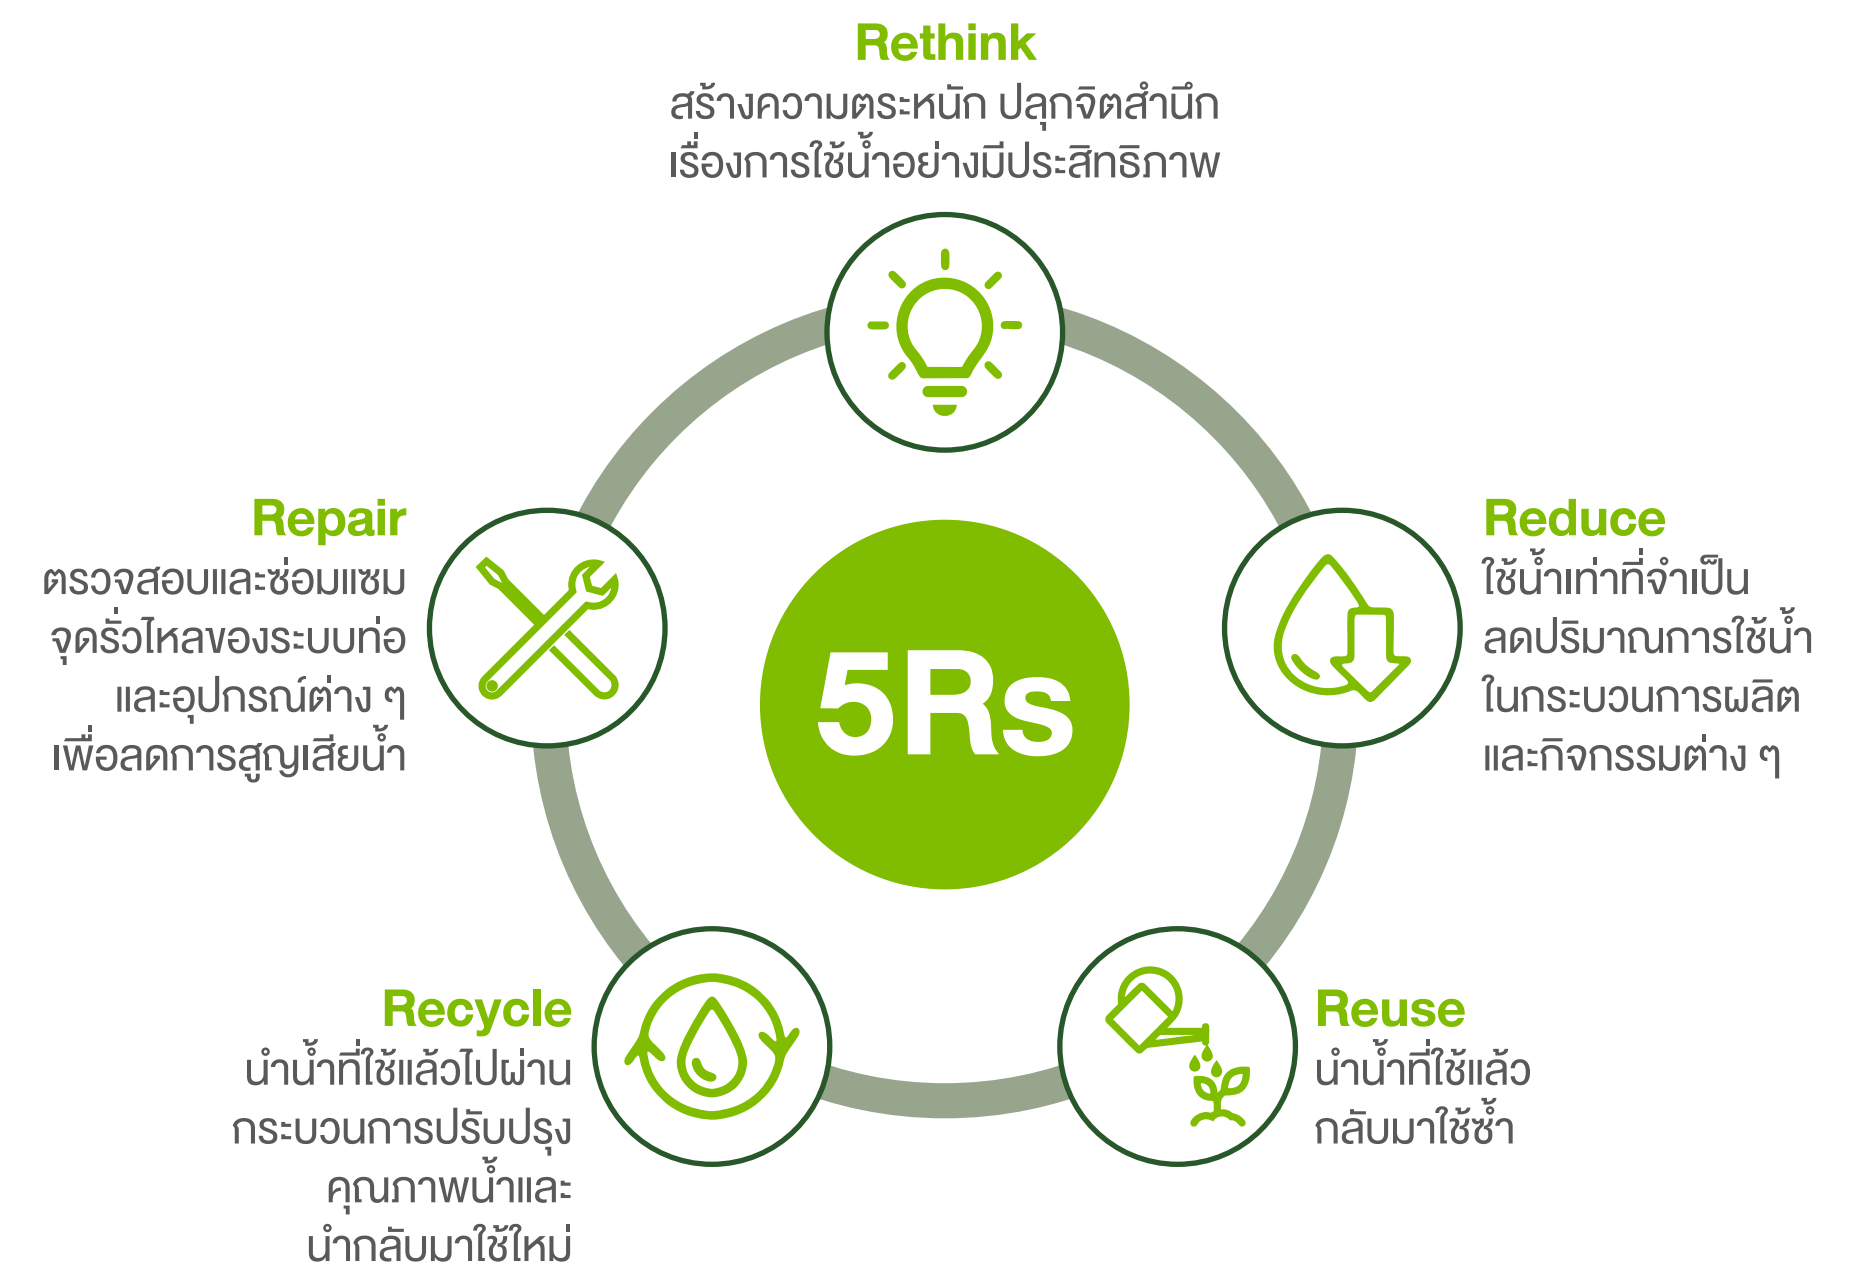 Rethink
สร้างความตระหนัก ปลุกจิตสำนึก
เรื่องการใช้น้ำอย่างมีประสิทธิภาพ
Reduce
ใช้น้ำเท่าที่จำเป็น
ลดปริมาณการใช้น้ำ
ในกระบวนการผลิต
และกิจกรรมต่าง ๆ
Reuse
นำน้ำที่ใช้แล้ว
กลับมาใช้ซ้ำ
Recycle
นำน้ำที่ใช้แล้วไปผ่าน
กระบวนการปรับปรุง
คุณภาพน้ำและ
นำกลับมาใช้ใหม่
Repair
ตรวจสอบและซ่อมแซม
จุดรั่วไหลของระบบท่อ
และอุปกรณ์ต่าง ๆ
เพื่อลดการสูญเสียน้ำ
5Rs